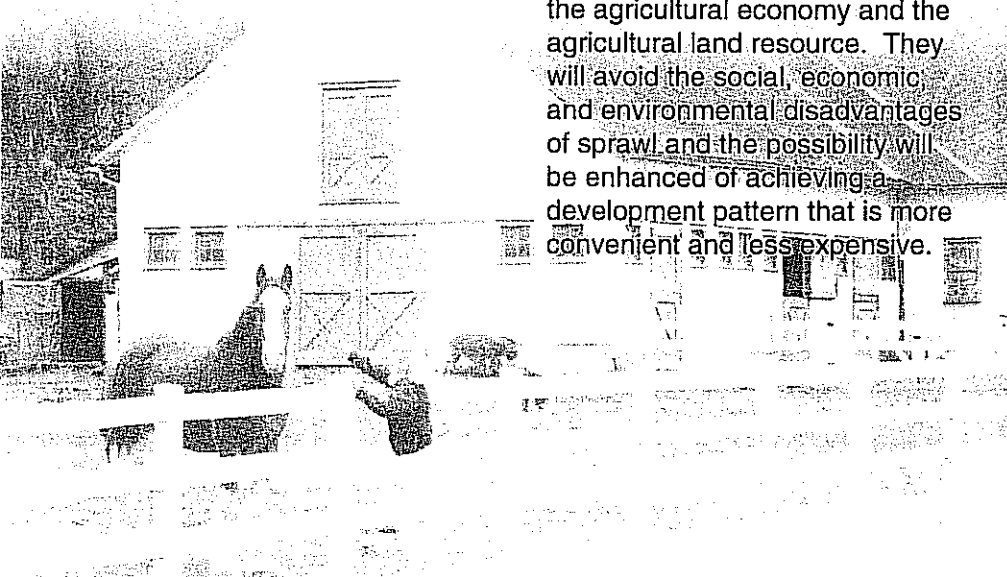 the agricultural economy and the
agricultural land resource. They
will avoid the social, economic,
and environmental disadvantages
of sprawl and the possibility will
be enhanced of achieving a
development pattern that is more
convenient and less expensive.